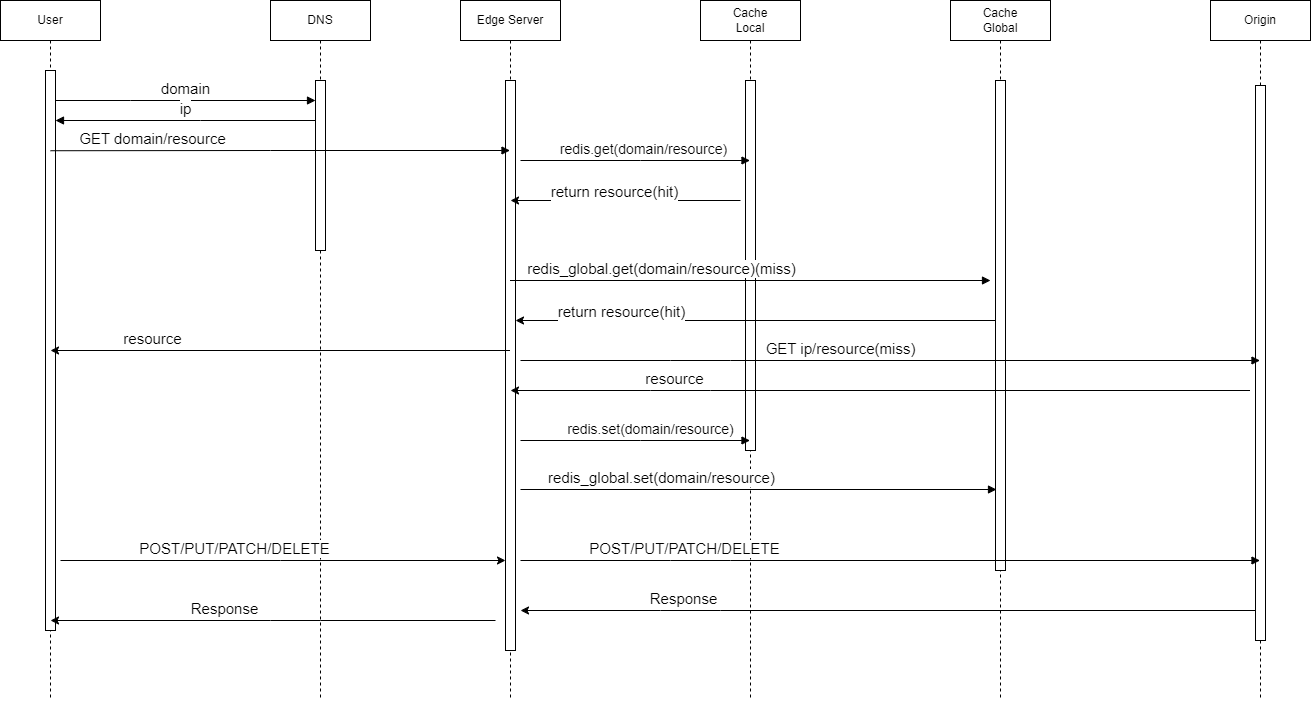 User
DNS
Edge Server
Cache
Local
Cache
Global
Origin
domain
ip
GET domain/resource
redis.get(domain/resource)
return resource(hit)
redis_global.get(domain/resource)(miss)
return resource(hit)
resource
GET ip/resource(miss)
resource
redis.set(domain/resource)
redis_global.set(domain/resource)
POST/PUT/PATCH/DELETE
POST/PUT/PATCH/DELETE
Response
Response